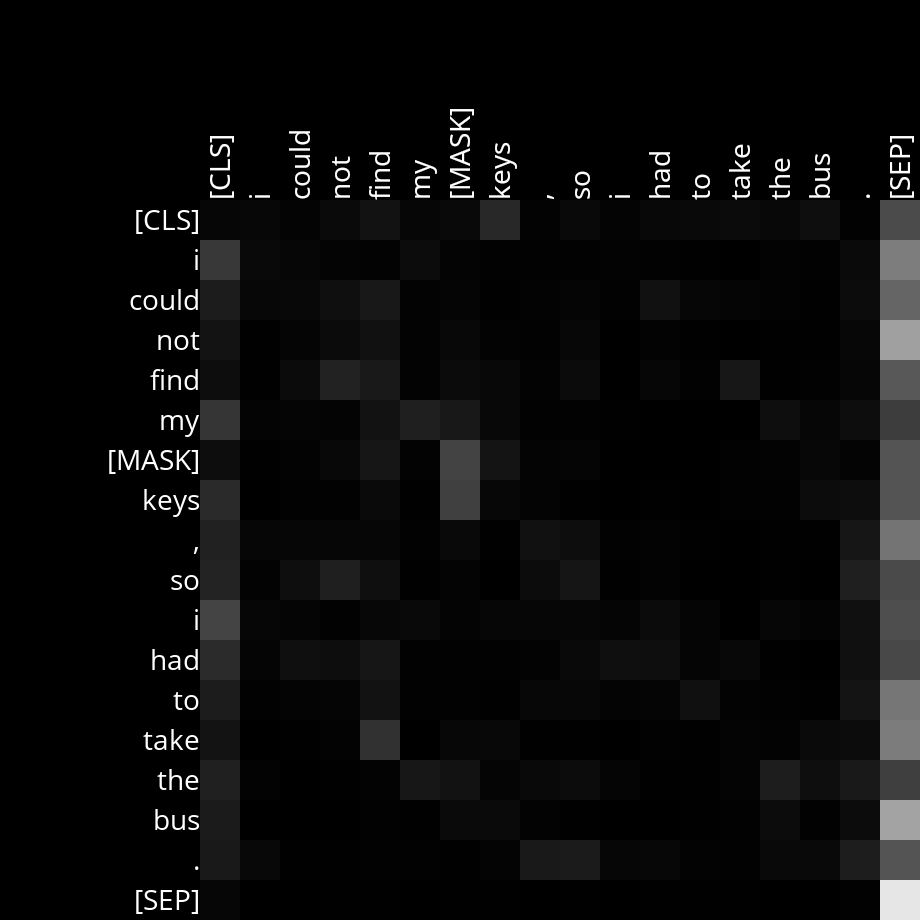 [CLS] i could not find my [MASK] keys , so i had to take the bus . [SEP]
[CLS]
i
could
not
find
my
[MASK]
keys
,
so
i
had
to
take
the
bus
.
[SEP]